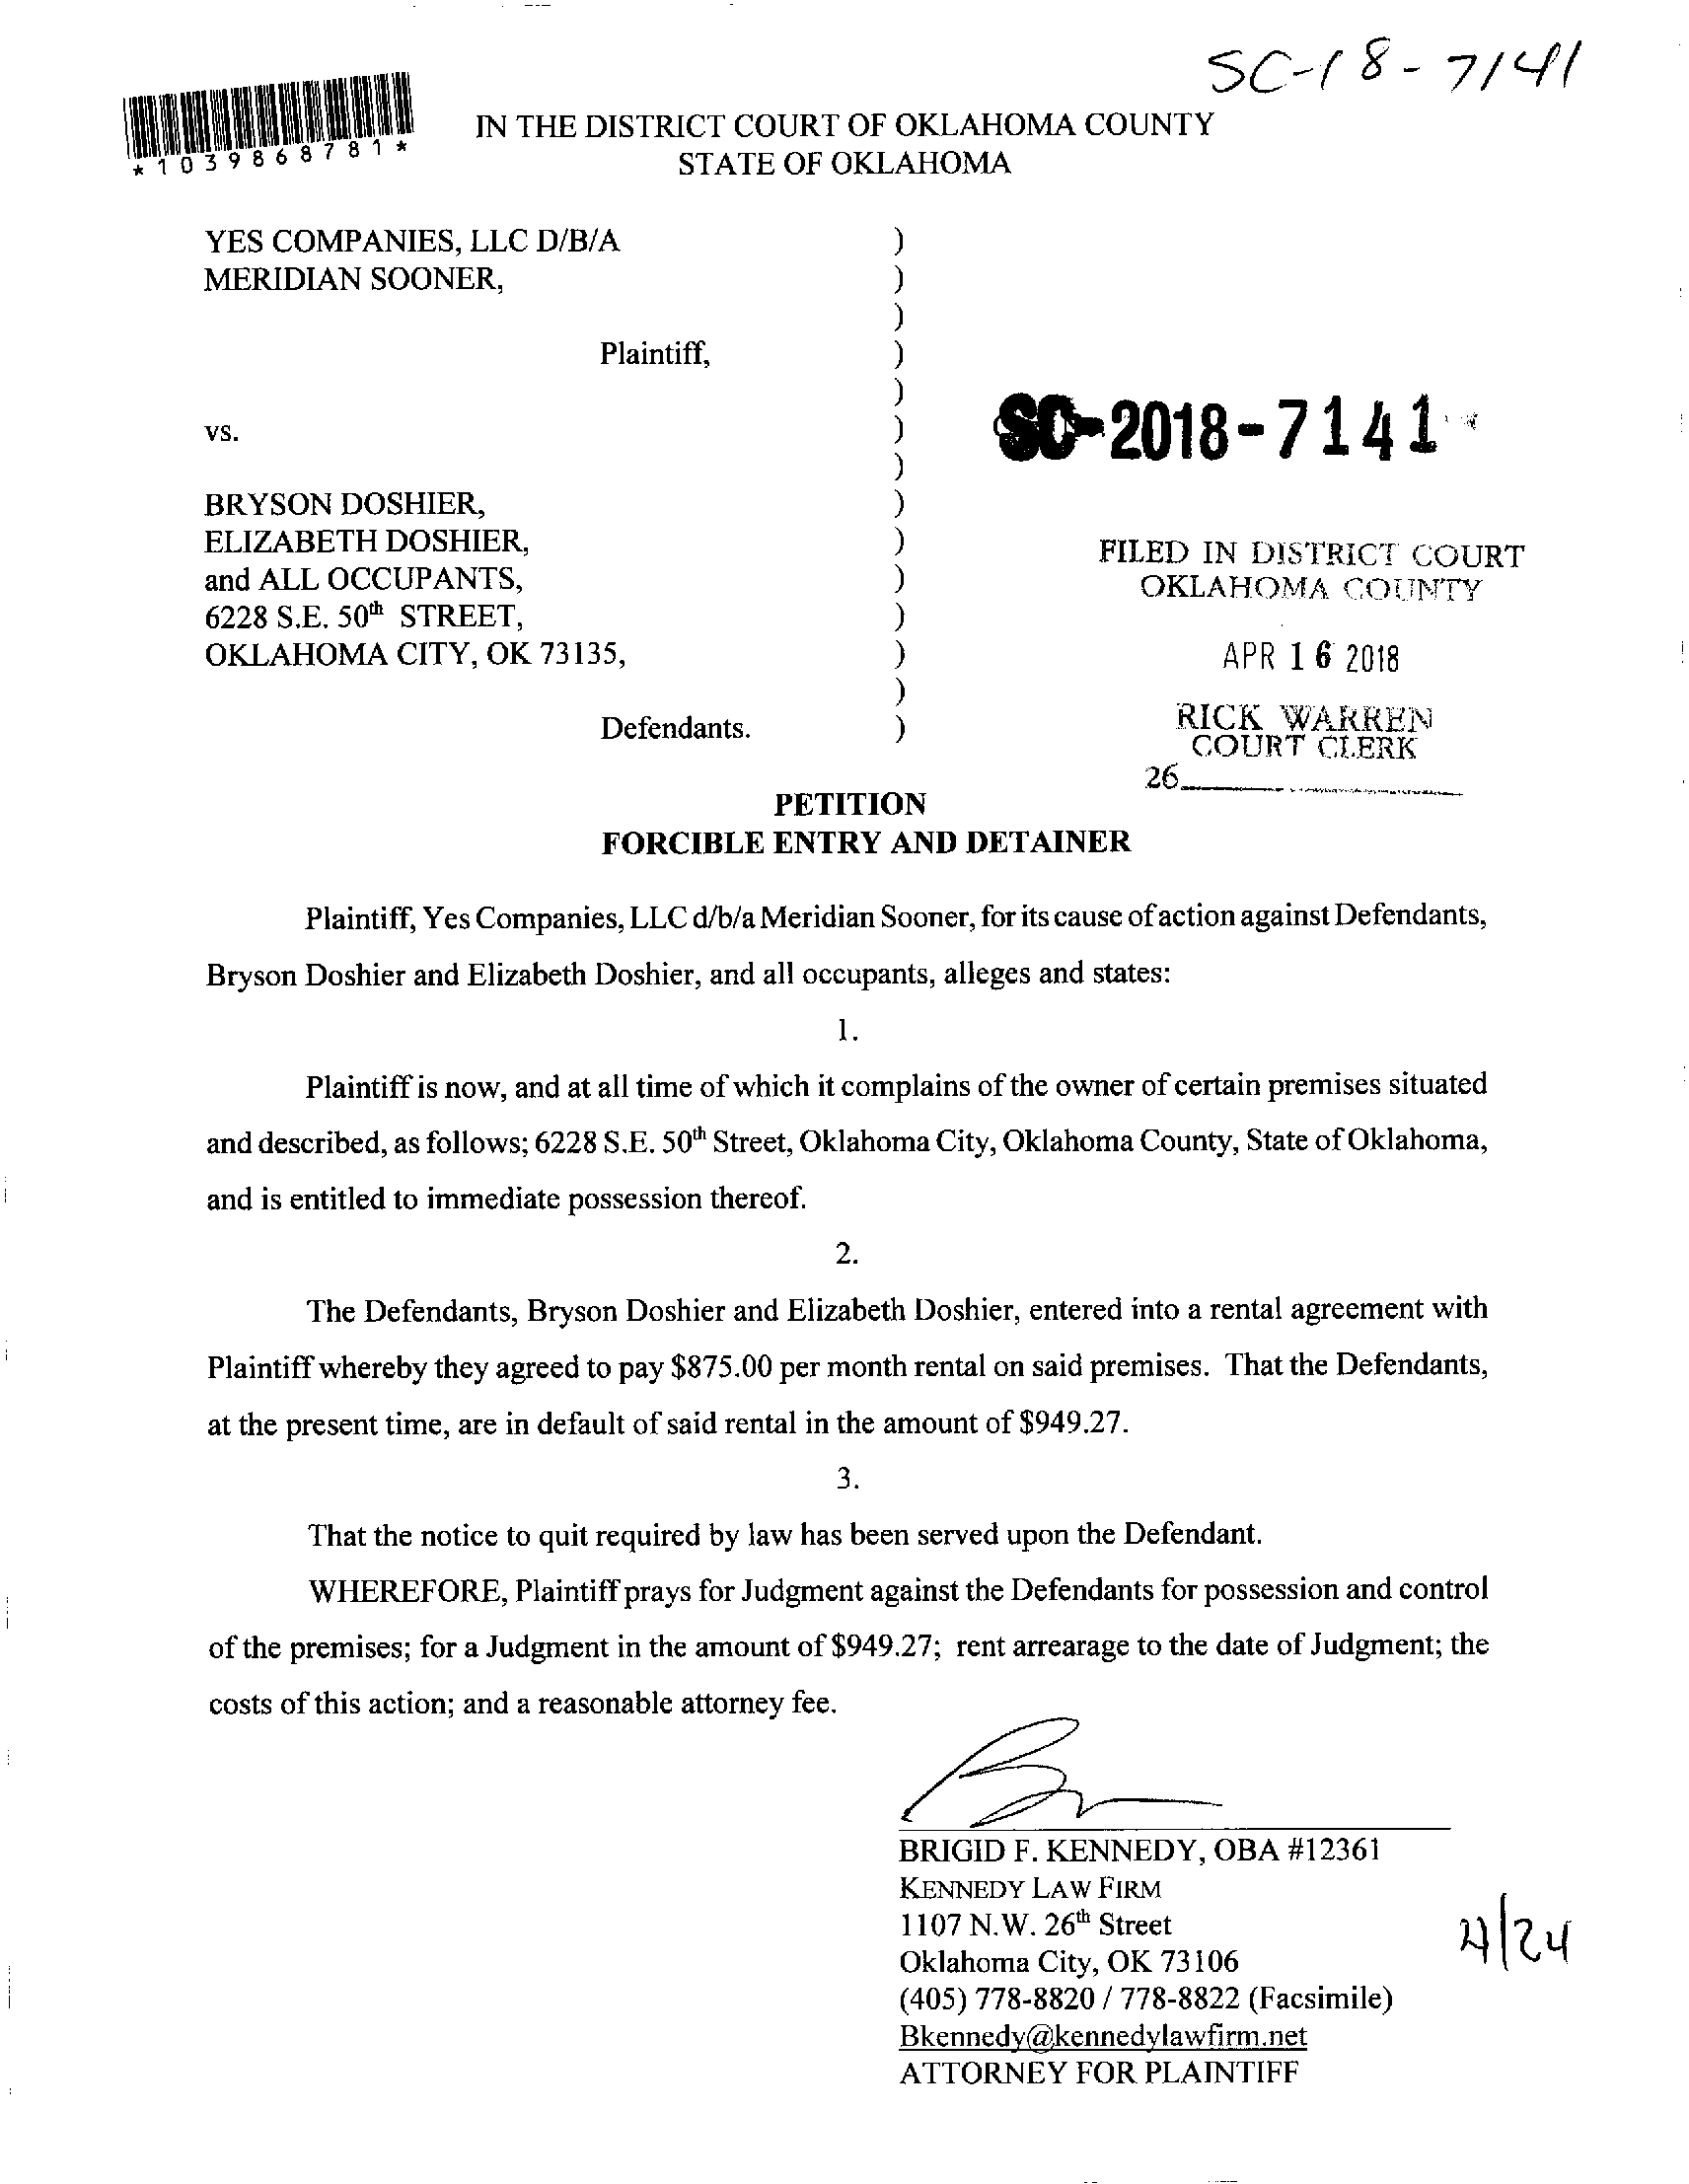 SC-18-7141
*1039868781*
IN THE DISTRICT COURT OF OKLAHOMA COUNTY
STATE OF OKLAHOMA
YES COMPANIES, LLC D/B/A )
MERIDIAN SOONER, )
)
Plaintiff, )
)
vs. )
)
BRYSON DOSHIER, )
ELIZABETH DOSHIER, )
and ALL OCCUPANTS, )
6228 S.E. 50th STREET, )
OKLAHOMA CITY, OK 73135, )
)
Defendants. )
SC-2018-7141
FILED IN DISTRICT COURT
OKLAHOMA COUNTY
APR 16 2018
RICK WARREN
COURT CLERK
26
PETITION
FORCIBLE ENTRY AND DETAINER
Plaintiff, Yes Companies, LLC d/b/a Meridian Sooner, for its cause of action against Defendants,
Bryson Doshier and Elizabeth Doshier, and all occupants, alleges and states:
1.
Plaintiff is now, and at all time of which it complains of the owner of certain premises situated
and described, as follows; 6228 S.E. 50th Street, Oklahoma City, Oklahoma County, State of Oklahoma,
and is entitled to immediate possession thereof.
2.
The Defendants, Bryson Doshier and Elizabeth Doshier, entered into a rental agreement with
Plaintiff whereby they agreed to pay $875.00 per month rental on said premises. That the Defendants,
at the present time, are in default of said rental in the amount of $949.27.
3.
That the notice to quit required by law has been served upon the Defendant.
WHEREFORE, Plaintiff prays for Judgment against the Defendants for possession and control
of the premises; for a Judgment in the amount of $949.27; rent arrearage to the date of Judgment; the
costs of this action; and a reasonable attorney fee.
BRIGID F. KENNEDY, OBA #12361
KENNEDY LAW FIRM
1107 N.W. 26th Street
Oklahoma City, OK 73106
(405) 778-8820 / 778-8822 (Facsimile)
Bkennedy@kennedylawfirm.net
ATTORNEY FOR PLAINTIFF
4/24